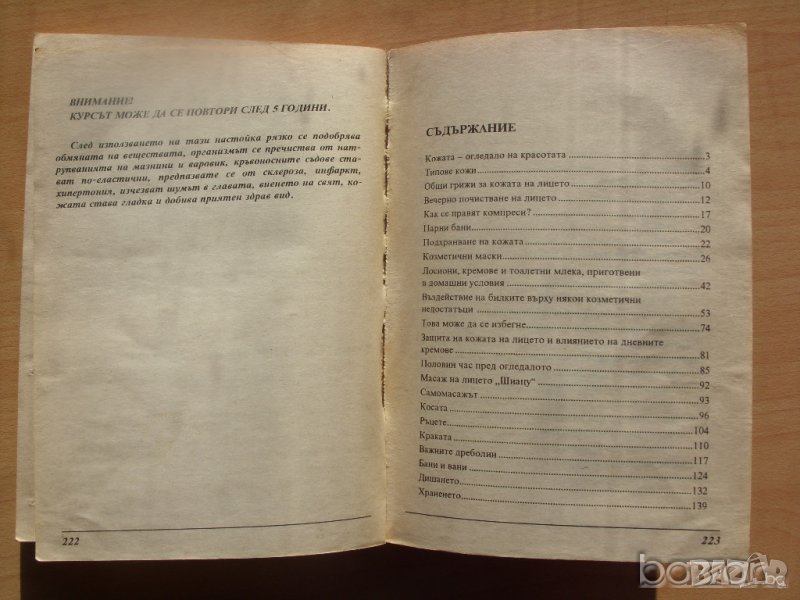 ВНИМАНИЕ!
КУРСЪТ МОЖЕ ДА СЕ ПОВТОРИ СЛЕД 5 ГОДИНИ.
След използването на тази настойка рязко се подобрява
обмяната на веществата, организмът се пречиства от нат-
рупванията на мазнини и варовик, кръвоносните съдове ста-
ват по-еластични, предпазвате се от склероза, инфаркт,
хипертония, изчезват шумът в главата, виенето на свят, ко-
жата става гладка и добива приятен здрав вид.
222
СЪДЪРЖАНИЕ
Кожата – огледало на красотата 3
Типове кожи 4
Общи грижи за кожата на лицето 10
Вечерно почистване на лицето 12
Как се правят компреси? 17
Парни бани 20
Подхранване на кожата 22
Козметични маски 26
Лосиони, кремове и тоалетни млека, приготвени
в домашни условия 42
Въздействие на билките върху някои козметични
недостатъци 53
Това може да се избегне 74
Защита на кожата на лицето и влиянието на дневните
кремове 81
Половин час пред огледалото 85
Масаж на лицето „Шиацу" 92
Самомасажът 93
Косата 96
Ръцете 104
Краката 110
Важните дреболии 117
Бани и вани 124
Дишането 132
Храненето 139
223